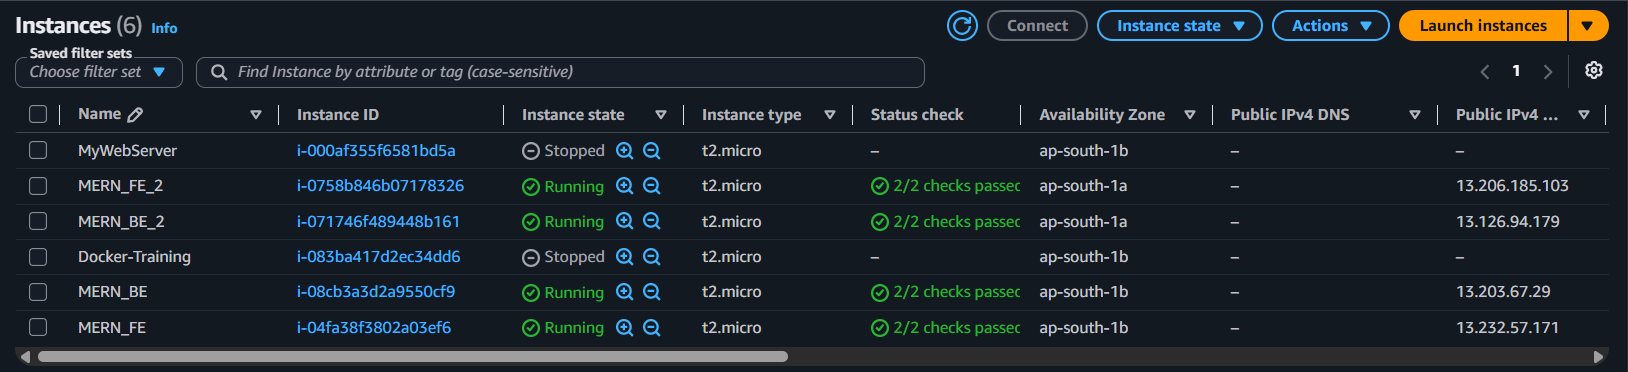 Instances (6) Info Connect Instance state Actions Launch instances
Saved filter sets
Choose filter set Find Instance by attribute or tag (case-sensitive) 1
Name Instance ID Instance state Instance type Status check Availability Zone Public IPv4 DNS Public IPv4 ...
MyWebServer i-000af355f6581bd5a Stopped t2.micro – ap-south-1b – –
MERN_FE_2 i-0758b846b07178326 Running t2.micro 2/2 checks passed ap-south-1a – 13.206.185.103
MERN_BE_2 i-071746f489448b161 Running t2.micro 2/2 checks passed ap-south-1a – 13.126.94.179
Docker-Training i-083ba417d2ec34dd6 Stopped t2.micro – ap-south-1b – –
MERN_BE i-08cb3a3d2a9550cf9 Running t2.micro 2/2 checks passed ap-south-1b – 13.203.67.29
MERN_FE i-04fa38f3802a03ef6 Running t2.micro 2/2 checks passed ap-south-1b – 13.232.57.171